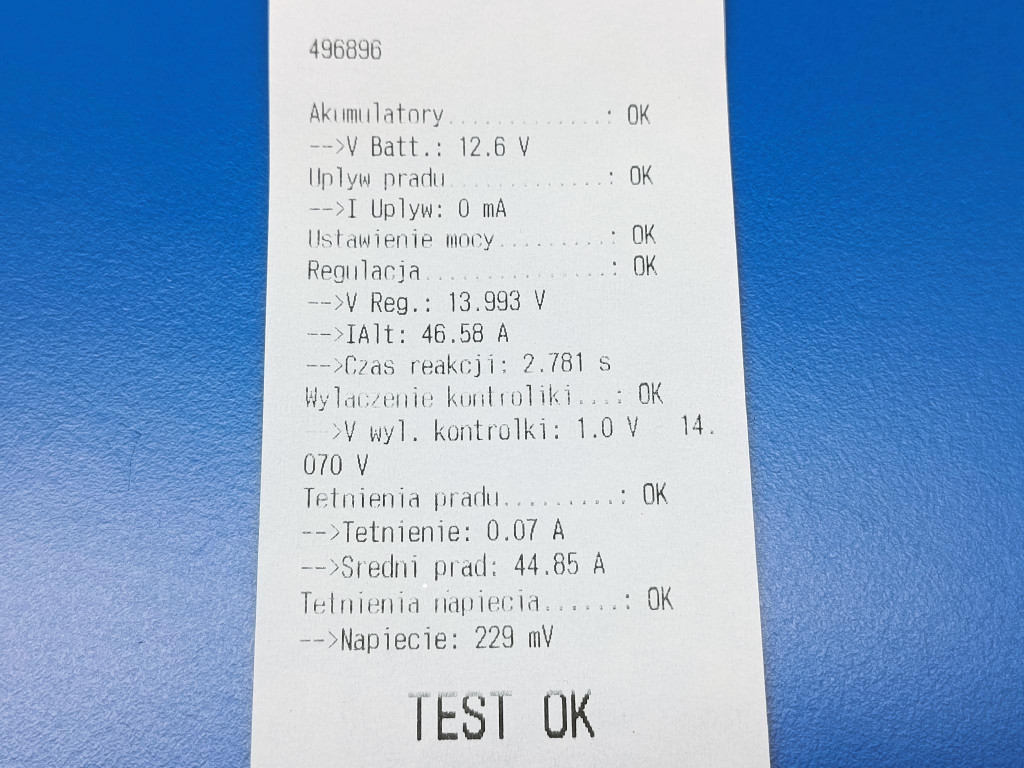 496896
Akumulatory..............: OK
-->V Batt.: 12.6 V
Uplyw pradu..............: OK
-->I Uplyw: 0 mA
Ustawienie mocy..........: OK
Regulacja................: OK
-->V Reg.: 13.993 V
-->IAlt: 46.58 A
-->Czas reakcji: 2.781 s
Wylaczenie kontroliki...: OK
-->V wyl. kontrolki: 1.0 V   14.
070 V
Tetnienia pradu..........: OK
-->Tetnienie: 0.07 A
-->Sredni prad: 44.85 A
Tetnienia napiecia.......: OK
-->Napiecie: 229 mV
TEST OK